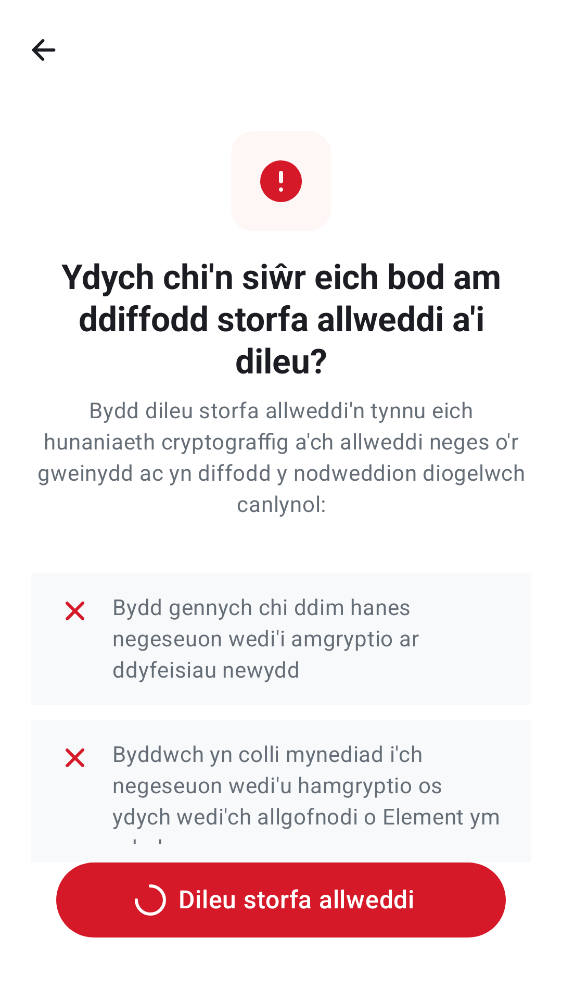 Ydych chi'n siŵr eich bod am
ddiffodd storfa allweddi a'i
dileu?
Bydd dileu storfa allweddi'n tynnu eich
hunaniaeth cryptograffig a'ch allweddi neges o'r
gweinydd ac yn diffodd y nodweddion diogelwch
canlynol:
Bydd gennych chi ddim hanes
negeseuon wedi'i amgryptio ar
ddyfeisiau newydd
Byddwch yn colli mynediad i'ch
negeseuon wedi'u hamgryptio os
ydych wedi'ch allgofnodi o Element ym
Dileu storfa allweddi